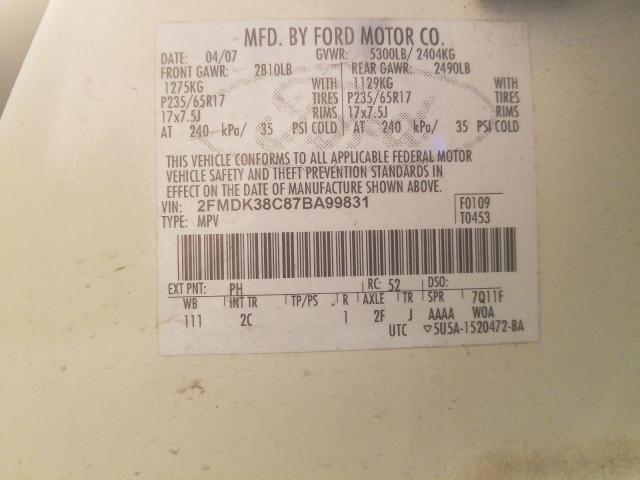 MFD. BY FORD MOTOR CO.
DATE: 04/07 GVWR: 5300LB/ 2404KG
FRONT GAWR: 2810LB REAR GAWR: 2490LB
1275KG WITH 1129KG WITH
P235/65R17 TIRES P235/65R17 TIRES
17x7.5J RIMS 17x7.5J RIMS
AT 240 kPa/ 35 PSI COLD AT 240 kPa/ 35 PSI COLD
THIS VEHICLE CONFORMS TO ALL APPLICABLE FEDERAL MOTOR
VEHICLE SAFETY AND THEFT PREVENTION STANDARDS IN
EFFECT ON THE DATE OF MANUFACTURE SHOWN ABOVE.
VIN: 2FMDK38C87BA99831 F0109
TYPE: MPV T0453
EXT PNT: PH RC: 52 DSO:
WB INT TR TP/PS R AXLE TR SPR 7Q11F
111 2C 1 2F J AAAA WOA
UTC ▽5U5A-1520472-BA